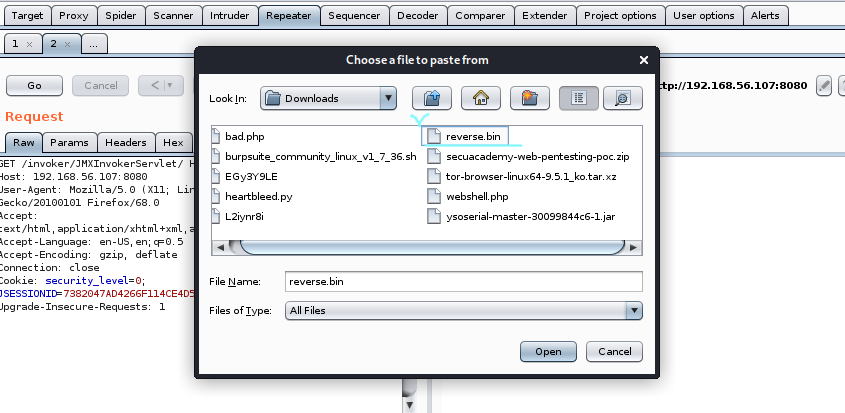 Target Proxy Spider Scanner Intruder Repeater Sequencer Decoder Comparer Extender Project options User options Alerts
1 × 2 × ...
Choose a file to paste from
Go Cancel < ttp://192.168.56.107:8080
Look In: Downloads
Request
Raw Params Headers Hex
bad.php reverse.bin
burpsuite_community_linux_v1_7_36.sh secuacademy-web-pentesting-poc.zip
EGy3Y9LE tor-browser-linux64-9.5.1_ko.tar.xz
heartbleed.py webshell.php
L2iynr8i ysoserial-master-30099844c6-1.jar
GET /invoker/JMXInvokerServlet/ H
Host: 192.168.56.107:8080
User-Agent: Mozilla/5.0 (X11; Lin
Gecko/20100101 Firefox/68.0
Accept:
text/html,application/xhtml+xml,a
Accept-Language: en-US,en;q=0.5
Accept-Encoding: gzip, deflate
Connection: close
Cookie: security_level=0;
JSESSIONID=7382047AD4266F114CE4D5
Upgrade-Insecure-Requests: 1
File Name: reverse.bin
Files of Type: All Files
Open Cancel